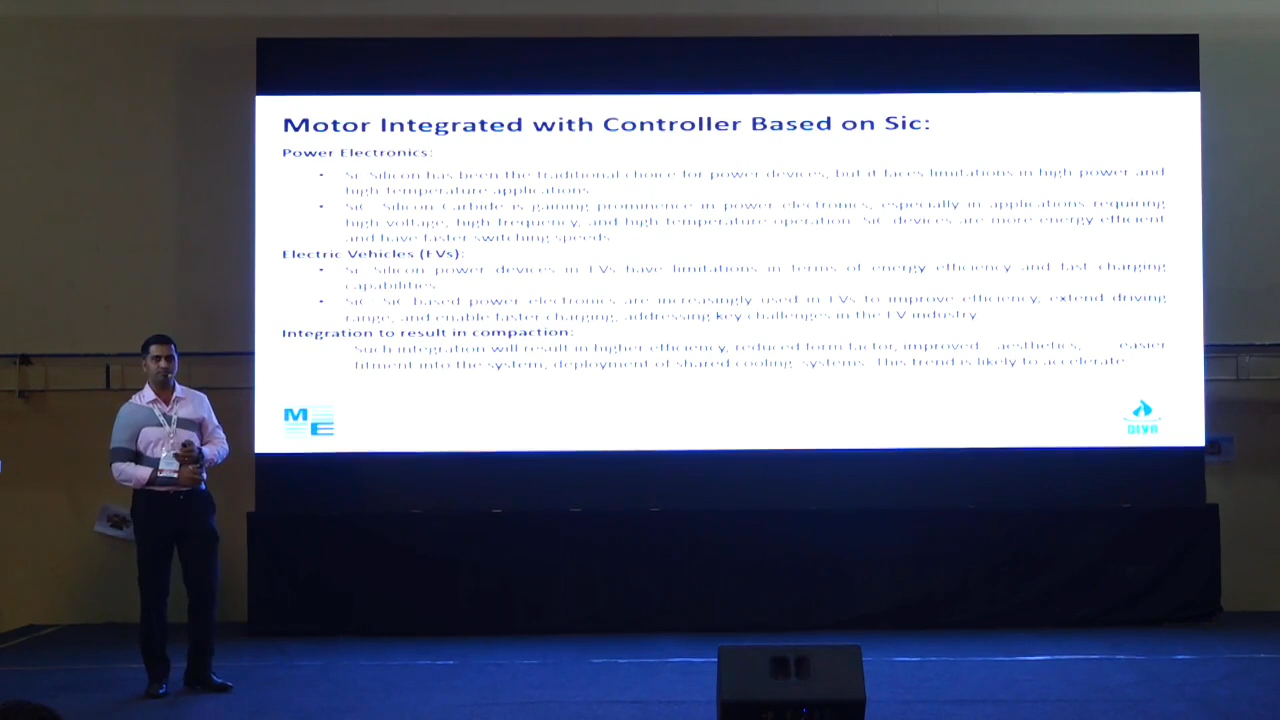 Motor Integrated with Controller Based on Sic:
Power Electronics:
• Si: Silicon has been the traditional choice for power devices, but it faces limitations in high power and
high temperature applications.
• SiC: Silicon Carbide is gaining prominence in power electronics, especially in applications requiring
high voltage, high frequency, and high temperature operation. SiC devices are more energy efficient
and have faster switching speeds.
Electric Vehicles (EVs):
• Si: Silicon power devices in EVs have limitations in terms of energy efficiency and fast charging
capabilities.
• SiC: SiC based power electronics are increasingly used in EVs to improve efficiency, extend driving
range, and enable faster charging, addressing key challenges in the EV industry.
Integration to result in compaction:
Such integration will result in higher efficiency, reduced form factor, improved aesthetics, easier
fitment into the system, deployment of shared cooling systems. This trend is likely to accelerate
M
E
DIVA